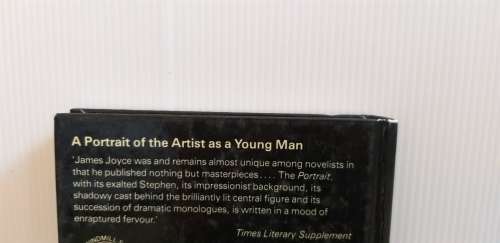 A Portrait of the Artist as a Young Man
'James Joyce was and remains almost unique among novelists in
that he published nothing but masterpieces . . . . The Portrait,
with its exalted Stephen, its impressionist background, its
shadowy cast behind the brilliantly lit central figure and its
succession of dramatic monologues, is written in a mood of
enraptured fervour.'
Times Literary Supplement